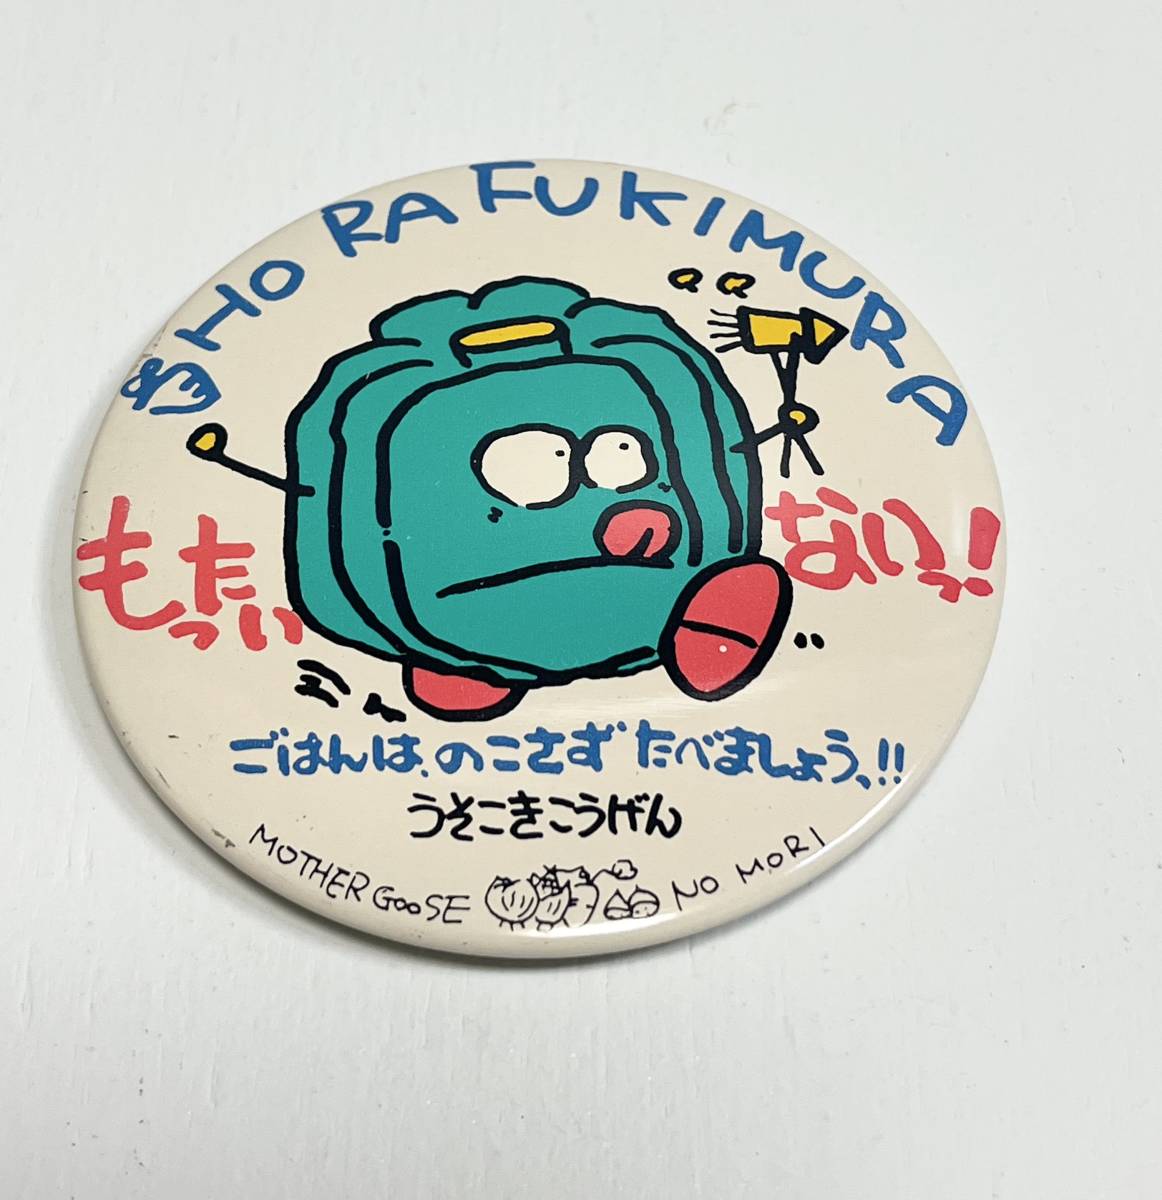 HORAFUKIMURA
もったいないっ!
ごはんは、のこさず たべましょう、!!
うそこきこうげん
MOTHER GOOSE NO MORI